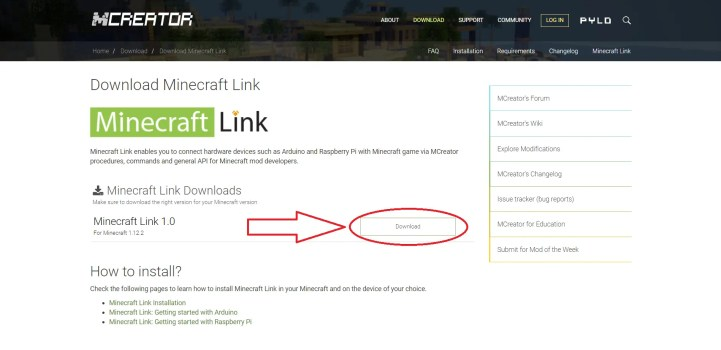 MCREATOR
ABOUT DOWNLOAD SUPPORT COMMUNITY LOG IN PYLO
Home / Download / Download Minecraft Link
FAQ Installation Requirements Changelog Minecraft Link
Download Minecraft Link
Minecraft Link
Minecraft Link enables you to connect hardware devices such as Arduino and Raspberry Pi with Minecraft game via MCreator
procedures, commands and general API for Minecraft mod developers.
Minecraft Link Downloads
Make sure to download the right version for your Minecraft version
Minecraft Link 1.0
For Minecraft 1.12.2
Download
How to install?
Check the following pages to learn how to install Minecraft Link in your Minecraft and on the device of your choice.
Minecraft Link Installation
Minecraft Link: Getting started with Arduino
Minecraft Link: Getting started with Raspberry Pi
MCreator's Forum
MCreator's Wiki
Explore Modifications
MCreator's Changelog
Issue tracker (bug reports)
MCreator for Education
Submit for Mod of the Week